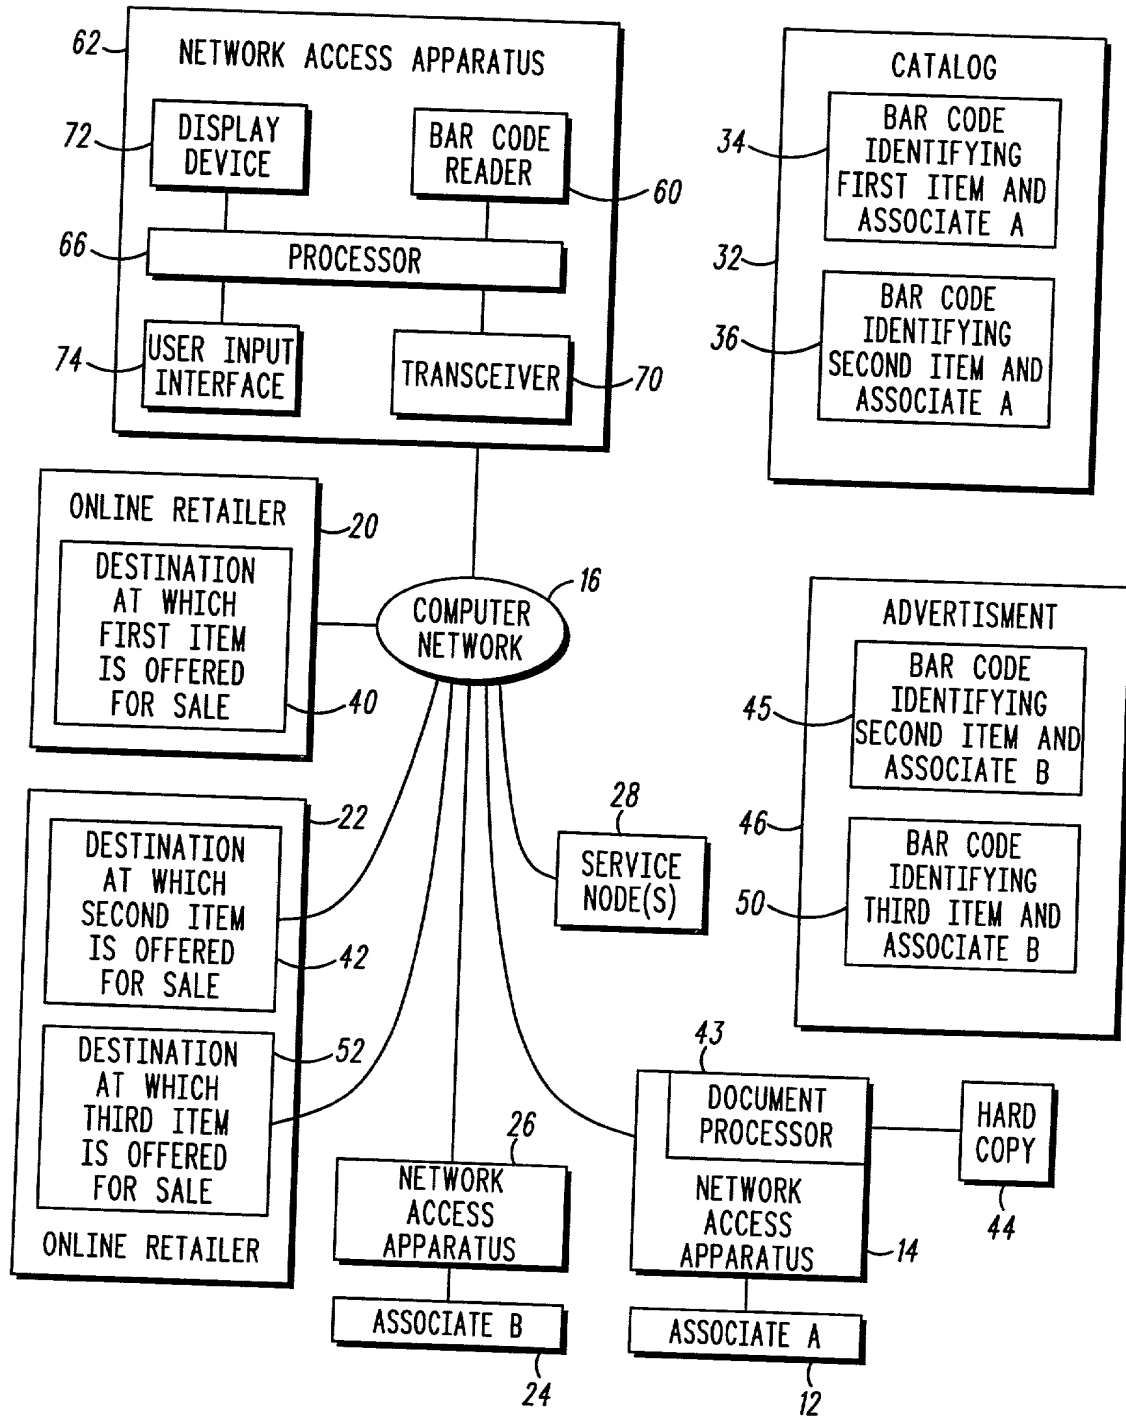 62
NETWORK ACCESS APPARATUS
72
DISPLAY
DEVICE
BAR CODE
READER
60
66
PROCESSOR
74
USER INPUT
INTERFACE
TRANSCEIVER
70
CATALOG
34
BAR CODE
IDENTIFYING
FIRST ITEM AND
ASSOCIATE A
32
36
BAR CODE
IDENTIFYING
SECOND ITEM AND
ASSOCIATE A
ONLINE RETAILER
20
DESTINATION
AT WHICH
FIRST ITEM
IS OFFERED
FOR SALE
40
16
COMPUTER
NETWORK
ADVERTISMENT
45
BAR CODE
IDENTIFYING
SECOND ITEM AND
ASSOCIATE B
46
50
BAR CODE
IDENTIFYING
THIRD ITEM AND
ASSOCIATE B
22
DESTINATION
AT WHICH
SECOND ITEM
IS OFFERED
FOR SALE
42
52
DESTINATION
AT WHICH
THIRD ITEM
IS OFFERED
FOR SALE
ONLINE RETAILER
28
SERVICE
NODE(S)
26
NETWORK
ACCESS
APPARATUS
ASSOCIATE B
24
43
DOCUMENT
PROCESSOR
NETWORK
ACCESS
APPARATUS
14
ASSOCIATE A
12
HARD
COPY
44